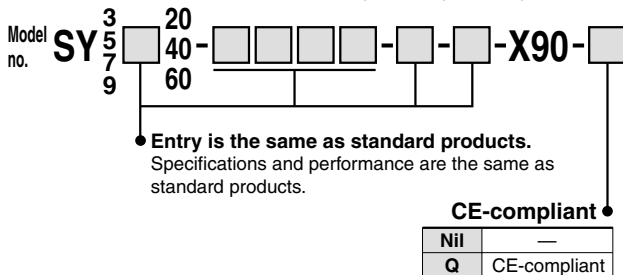 Model no. SY 3 5 7 9 20 40 60 - - - -X90-
Entry is the same as standard products.
Specifications and performance are the same as
standard products.
CE-compliant
Nil —
Q CE-compliant